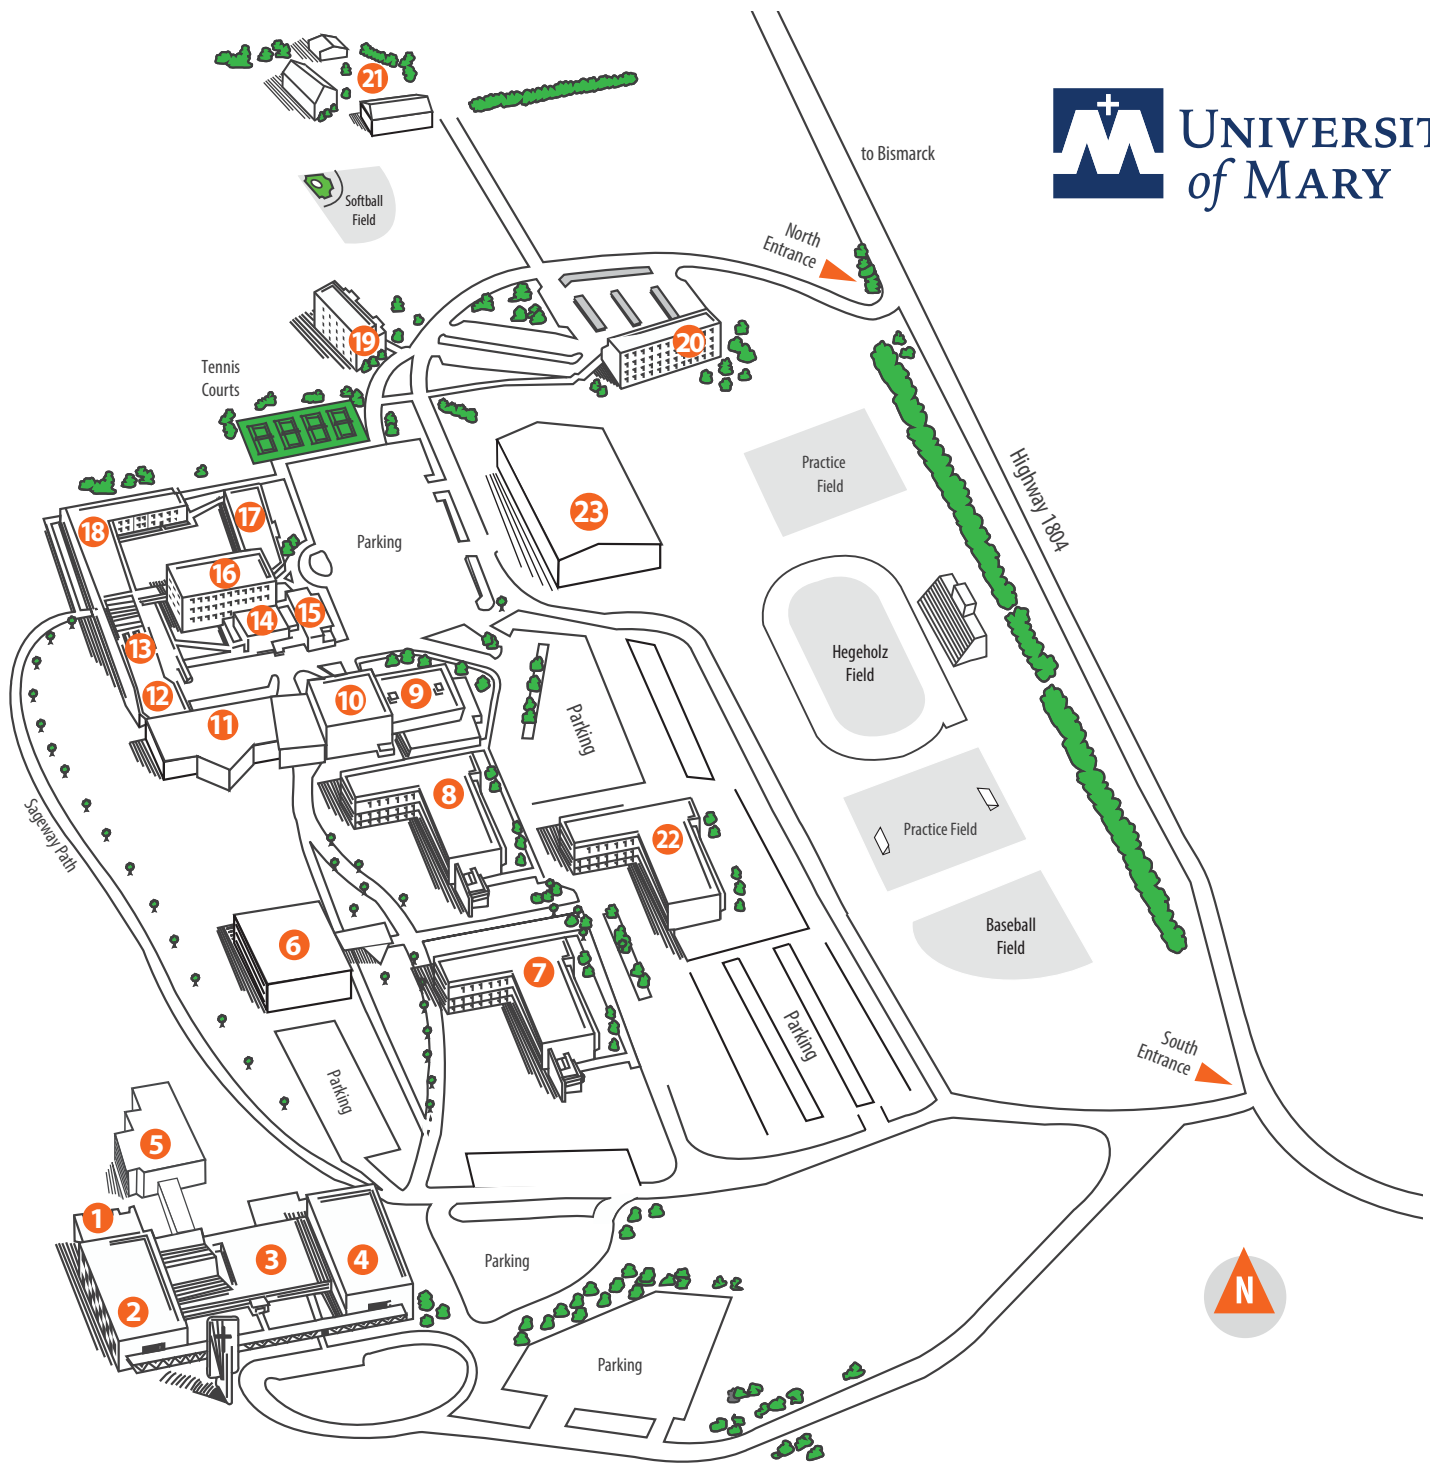 21
to Bismarck
UNIVERSIT
of MARY
Softball
Field
North
Entrance
19
20
Tennis
Courts
Practice
Field
Highway 1804
17
18
23
Parking
16
15
14
13
12
Hegeholz
Field
9
10
11
Parking
8
Sageway Path
22
Practice Field
6
Baseball
Field
7
Parking
South
Entrance
Parking
5
1
3
4
Parking
2
N
Parking